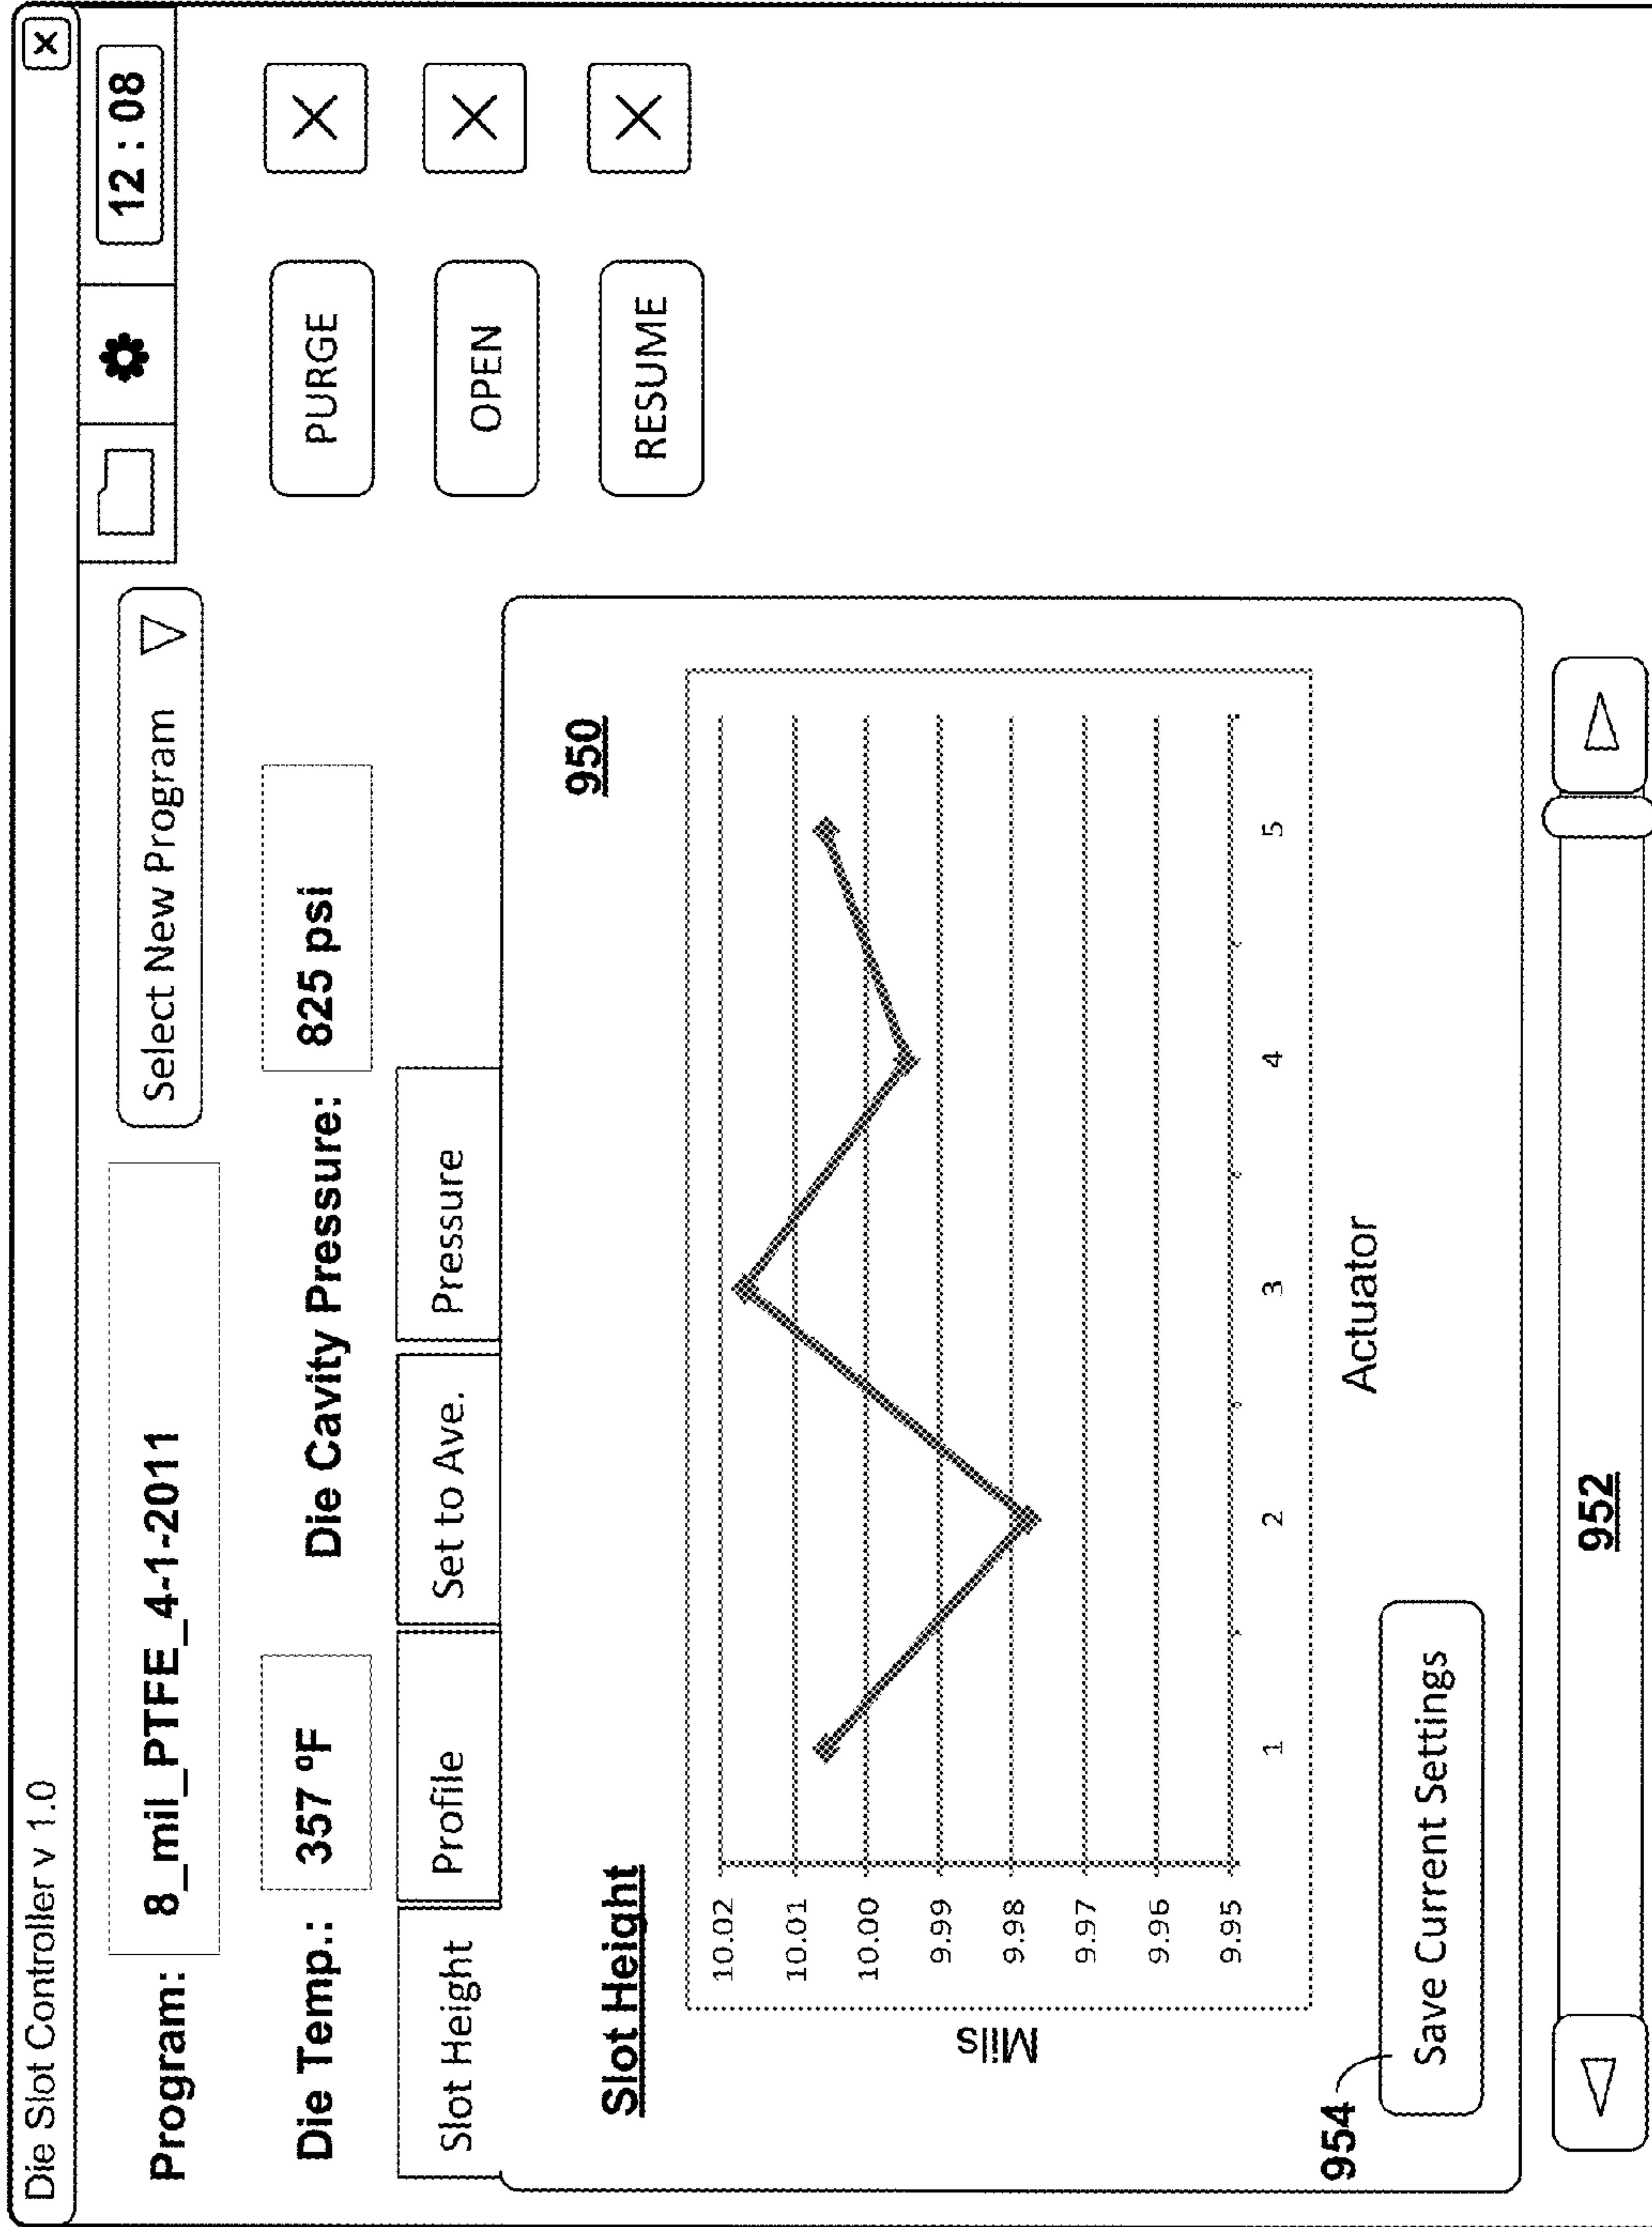 Die Slot Controller v 1.0
X
Program: 8_mil_PTFE_4-1-2011 Select New Program
12 : 08
Die Temp.: 357 ºF Die Cavity Pressure: 825 psi
PURGE X
Slot Height Profile Set to Ave. Pressure
OPEN X
RESUME X
Slot Height 950
10.02
10.01
10.00
9.99
9.98
9.97
9.96
9.95
Mils
1 2 3 4 5
Actuator
954
Save Current Settings
952